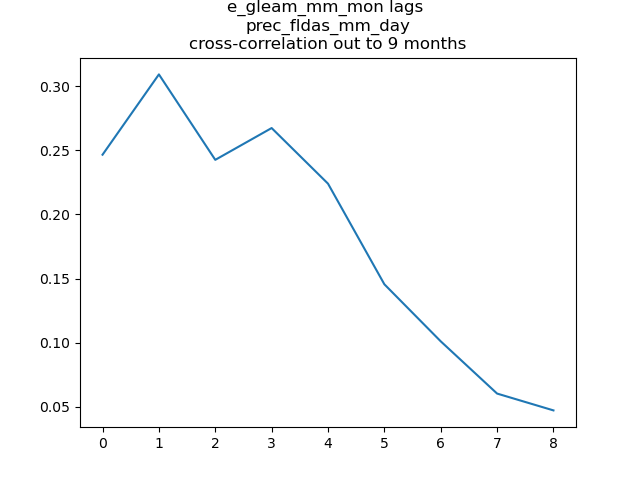 e_gleam_mm_mon lags
prec_fldas_mm_day
cross-correlation out to 9 months
0.30
0.25
0.20
0.15
0.10
0.05
0 1 2 3 4 5 6 7 8